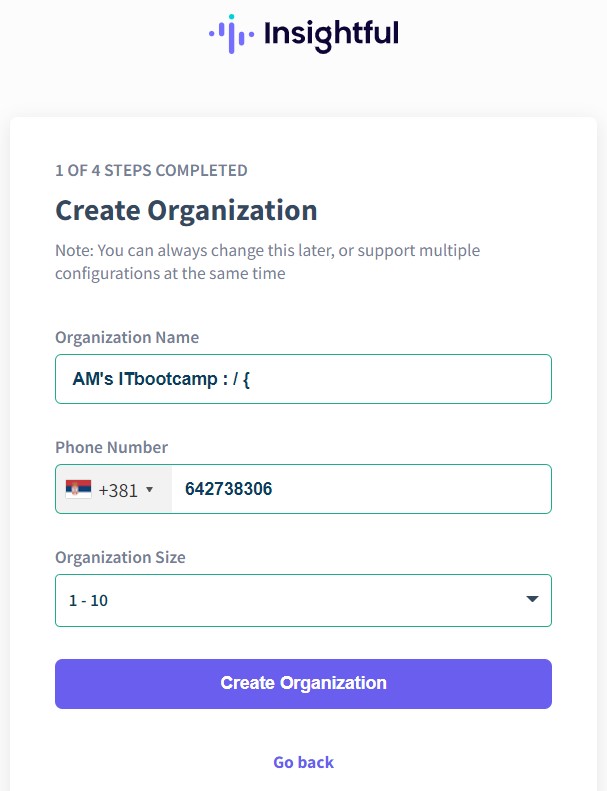 Insightful
1 OF 4 STEPS COMPLETED
Create Organization
Note: You can always change this later, or support multiple
configurations at the same time
Organization Name
AM's ITbootcamp : / {
Phone Number
+381 642738306
Organization Size
1 - 10
Create Organization
Go back